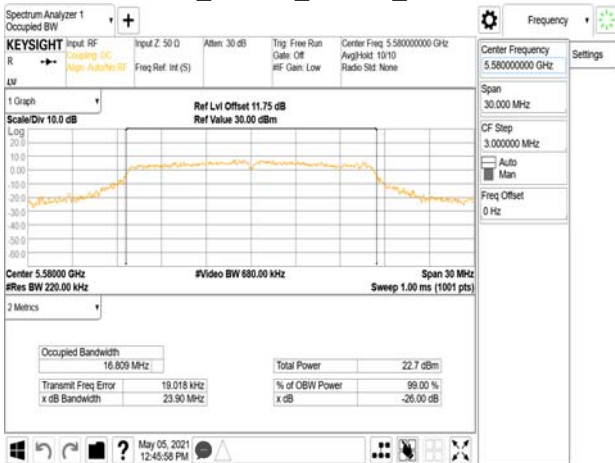 Spectrum Analyzer 1
Occupied BW
+
Frequency
KEYSIGHT
R
Input: RF
Coupling: DC
Align: Auto/No RF
Input Z: 50 Ω
Freq Ref: Int (S)
Atten: 30 dB
Trig: Free Run
Gate: Off
#IF Gain: Low
Center Freq: 5.580000000 GHz
Avg|Hold: 10/10
Radio Std: None
1 Graph
Scale/Div 10.0 dB
Ref Lvl Offset 11.75 dB
Ref Value 30.00 dBm
Log
20.0
10.0
0.00
-10.0
-20.0
-30.0
-40.0
-50.0
-60.0
Center 5.58000 GHz
#Video BW 680.00 kHz
Span 30 MHz
#Res BW 220.00 kHz
Sweep 1.00 ms (1001 pts)
2 Metrics
Occupied Bandwidth
16.809 MHz
Total Power 22.7 dBm
Transmit Freq Error 19.018 kHz
% of OBW Power 99.00 %
x dB Bandwidth 23.90 MHz
x dB -26.00 dB
Center Frequency
5.580000000 GHz
Settings
Span
30.000 MHz
CF Step
3.000000 MHz
Auto
Man
Freq Offset
0 Hz
?
May 05, 2021
12:45:58 PM